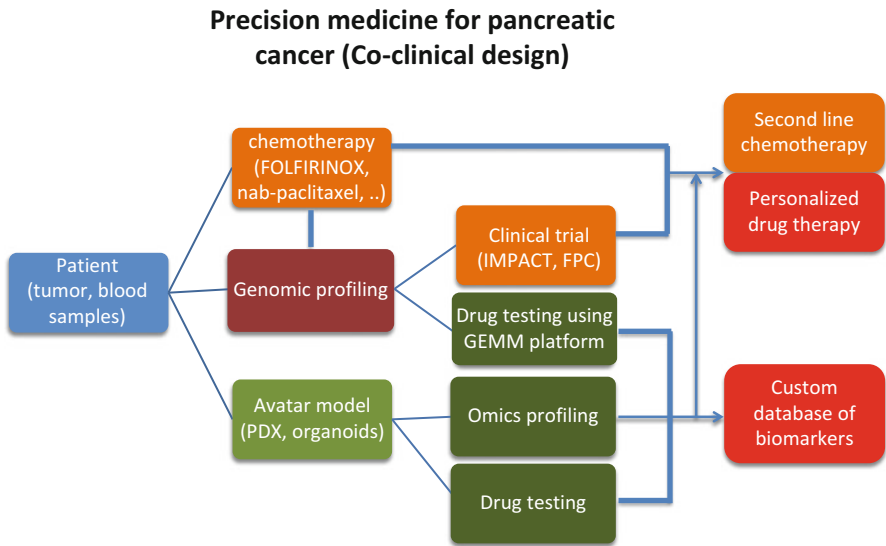 Precision medicine for pancreatic
cancer (Co-clinical design)
chemotherapy
(FOLFIRINOX,
nab-paclitaxel, ..)
Second line
chemotherapy
Personalized
drug therapy
Clinical trial
(IMPACT, FPC)
Patient
(tumor, blood
samples)
Genomic profiling
Drug testing using
GEMM platform
Avatar model
(PDX, organoids)
Omics profiling
Custom
database of
biomarkers
Drug testing